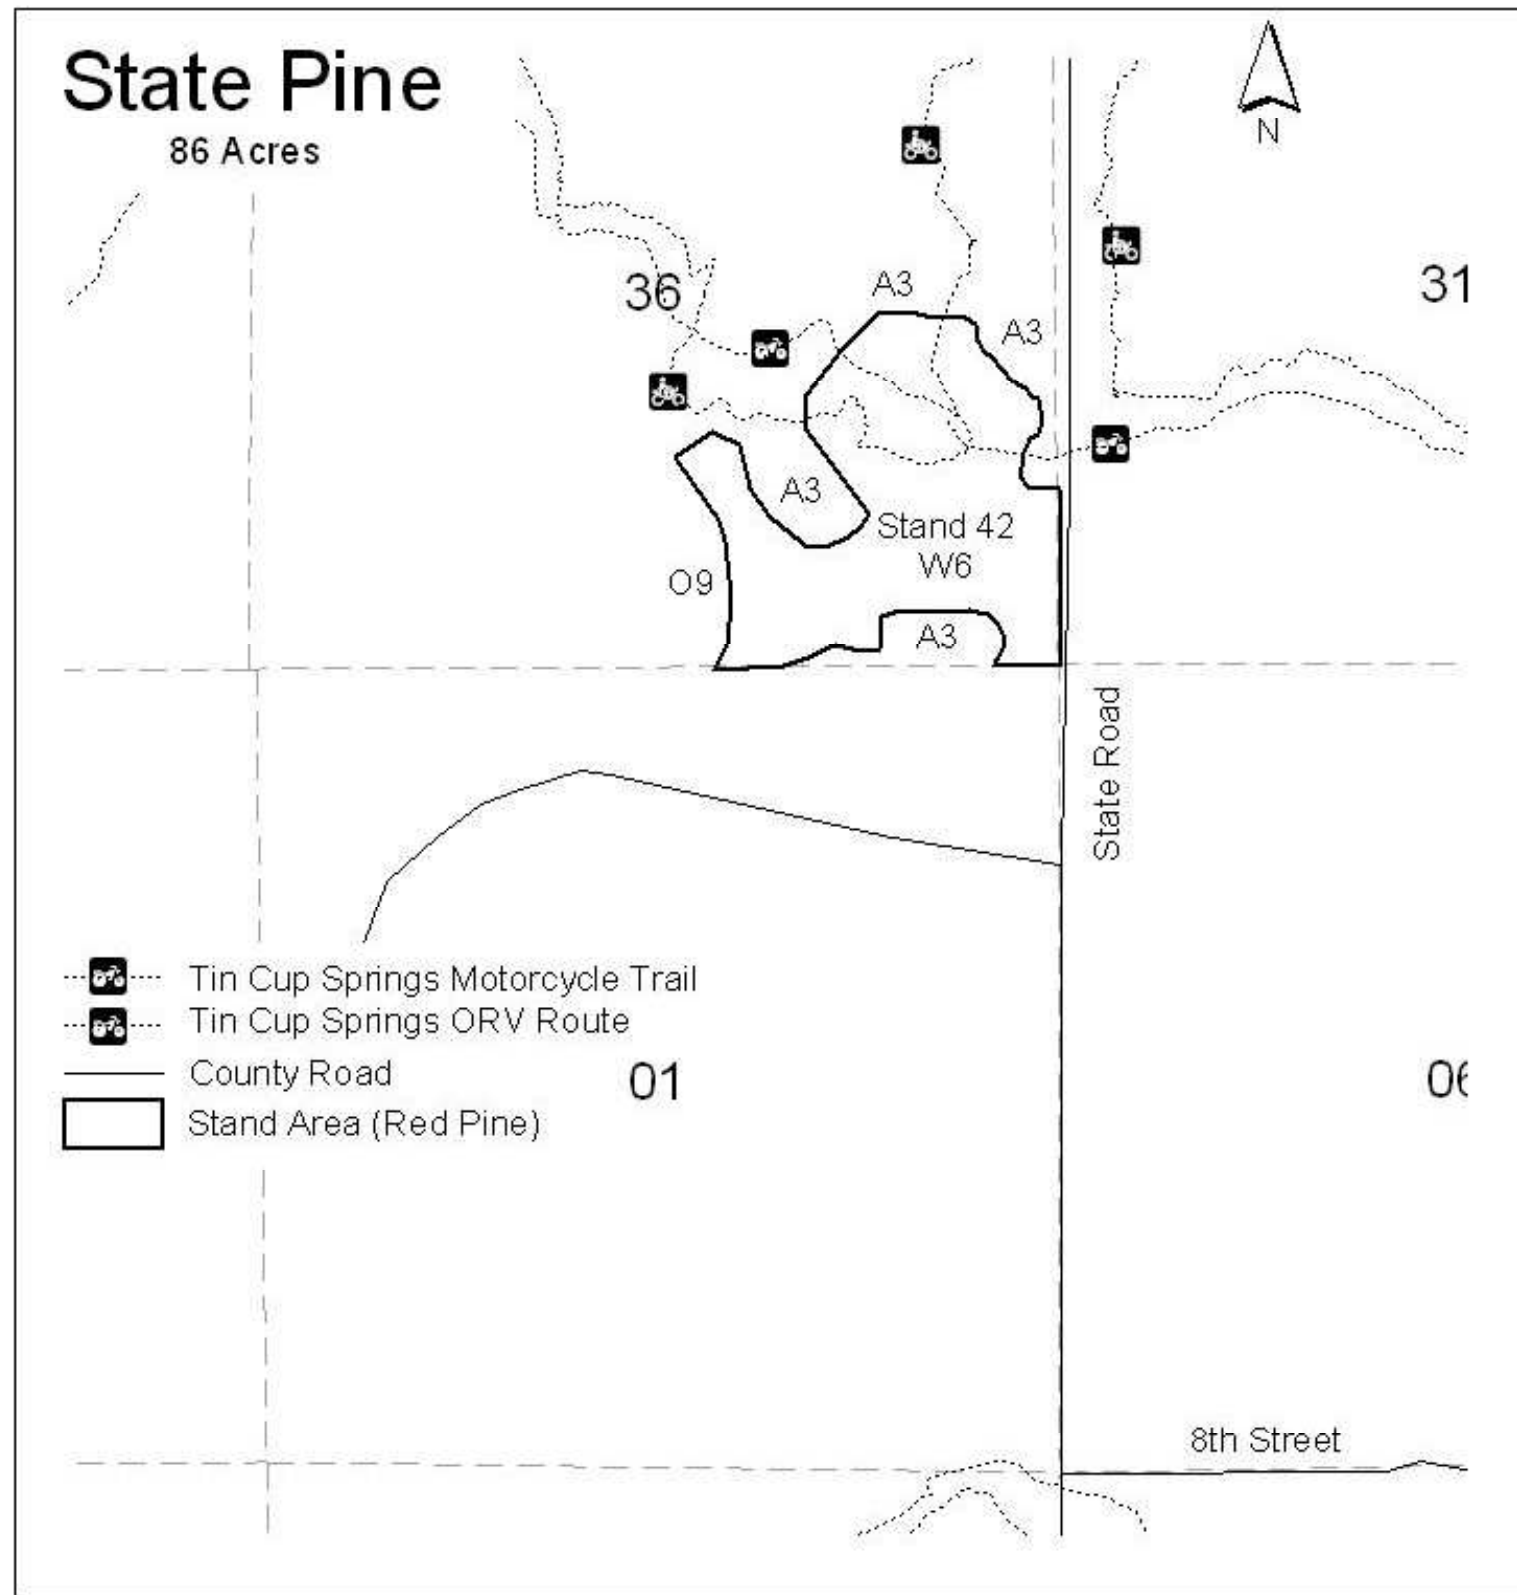 State Pine
86 Acres
N
36
31
A3
A3
A3
Stand 42
W6
O9
A3
State Road
Tin Cup Springs Motorcycle Trail
Tin Cup Springs ORV Route
County Road
Stand Area (Red Pine)
01
06
8th Street